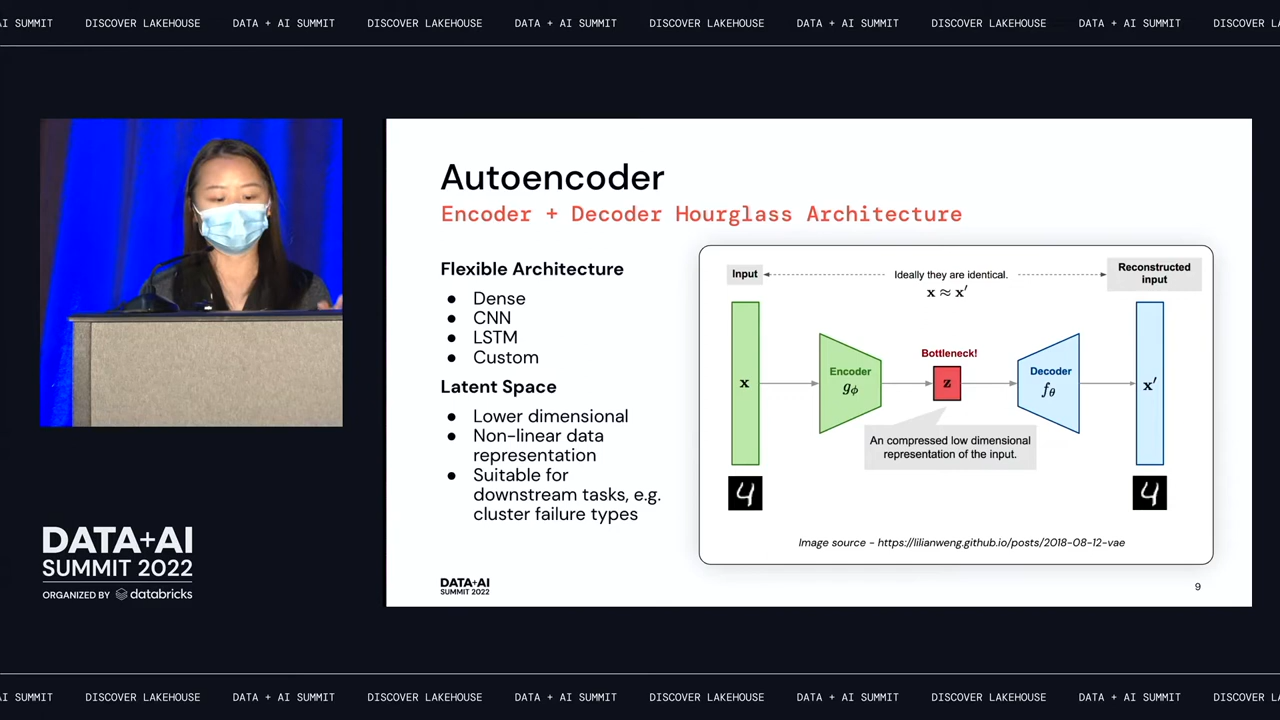 AI SUMMIT DISCOVER LAKEHOUSE DATA + AI SUMMIT DISCOVER LAKEHOUSE DATA + AI SUMMIT DISCOVER LAKEHOUSE DATA + AI SUMMIT DISCOVER LAKEHOUSE DATA + AI SUMMIT DISCOVER
Autoencoder
Encoder + Decoder Hourglass Architecture
Flexible Architecture
● Dense
● CNN
● LSTM
● Custom
Latent Space
● Lower dimensional
● Non-linear data
representation
● Suitable for
downstream tasks, e.g.
cluster failure types
Input
Ideally they are identical.
x ≈ x′
Reconstructed
input
x
Encoder
gϕ
Bottleneck!
z
Decoder
fθ
x′
An compressed low dimensional
representation of the input.
4
4
Image source - https://lilianweng.github.io/posts/2018-08-12-vae
DATA+AI
SUMMIT 2022
9
DATA+AI
SUMMIT 2022
ORGANIZED BY databricks
AI SUMMIT DISCOVER LAKEHOUSE DATA + AI SUMMIT DISCOVER LAKEHOUSE DATA + AI SUMMIT DISCOVER LAKEHOUSE DATA + AI SUMMIT DISCOVER LAKEHOUSE DATA + AI SUMMIT DISCOVER